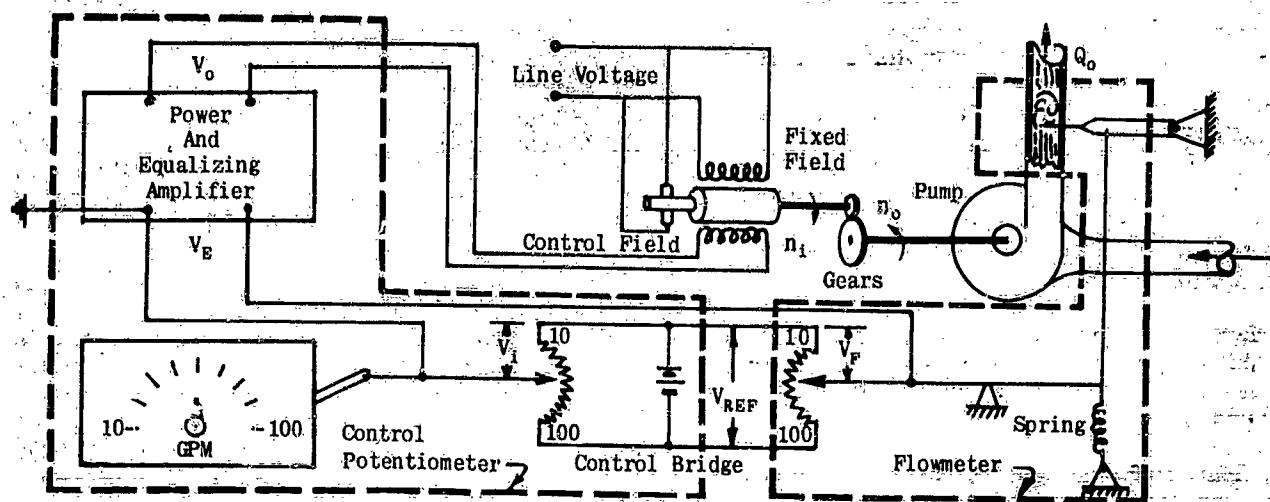 V_o
Power
And
Equalizing
Amplifier
V_E
Line Voltage
Fixed
Field
Control Field
n_i
n_o
Gears
Pump
Q_o
10
GPM
100
Control
Potentiometer
V_i
10
100
Control Bridge
V_REF
10
100
V_F
Flowmeter
Spring